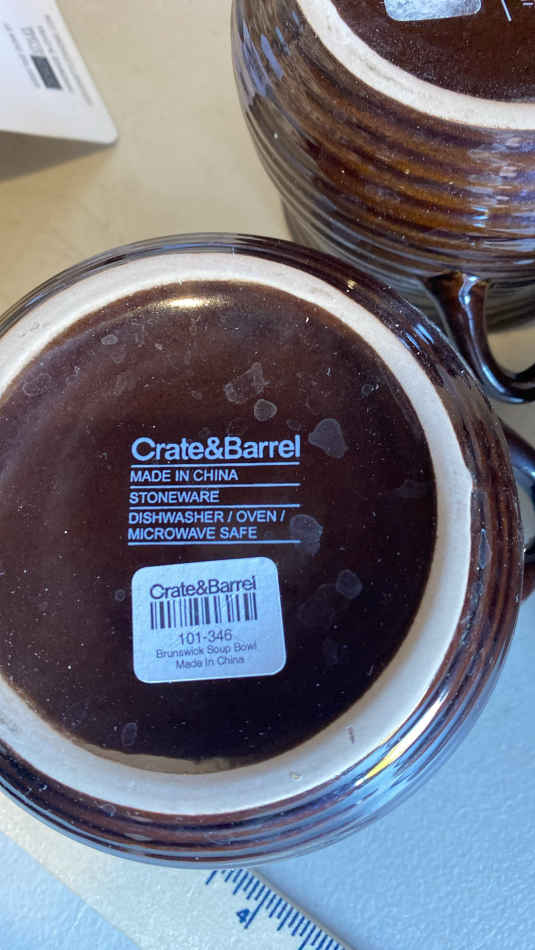 Crate&Barrel
MADE IN CHINA
STONEWARE
DISHWASHER / OVEN /
MICROWAVE SAFE
Crate&Barrel
101-346
Brunswick Soup Bowl
Made In China
4